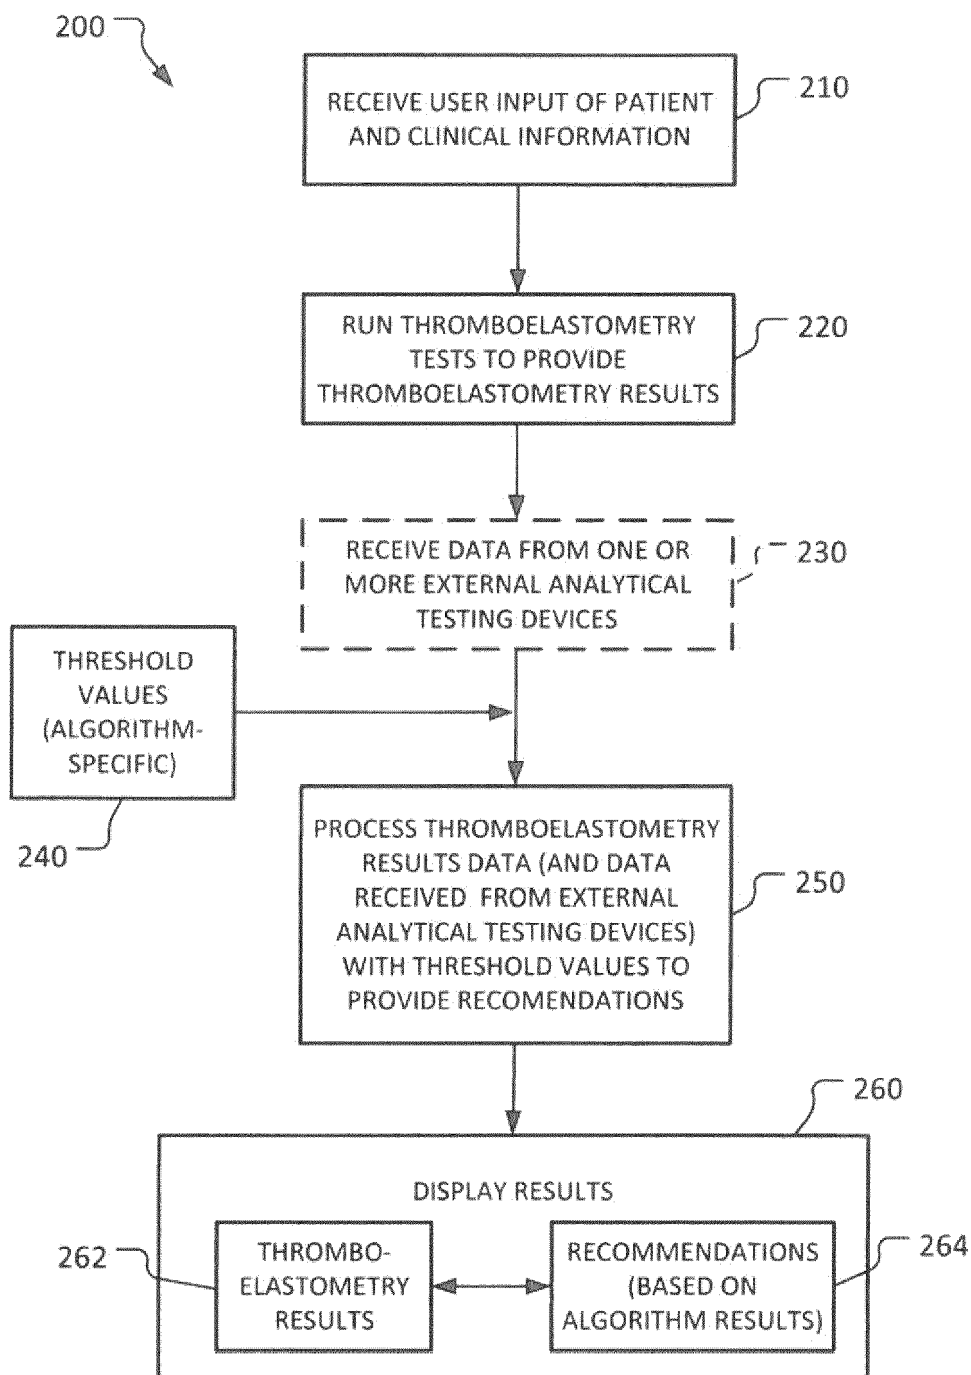 200
RECEIVE USER INPUT OF PATIENT
AND CLINICAL INFORMATION
210
RUN THROMBOELASTOMETRY
TESTS TO PROVIDE
THROMBOELASTOMETRY RESULTS
220
RECEIVE DATA FROM ONE OR
MORE EXTERNAL ANALYTICAL
TESTING DEVICES
230
THRESHOLD
VALUES
(ALGORITHM-
SPECIFIC)
240
PROCESS THROMBOELASTOMETRY
RESULTS DATA (AND DATA
RECEIVED FROM EXTERNAL
ANALYTICAL TESTING DEVICES)
WITH THRESHOLD VALUES TO
PROVIDE RECOMENDATIONS
250
260
DISPLAY RESULTS
262
THROMBO-
ELASTOMETRY
RESULTS
RECOMMENDATIONS
(BASED ON
ALGORITHM RESULTS)
264